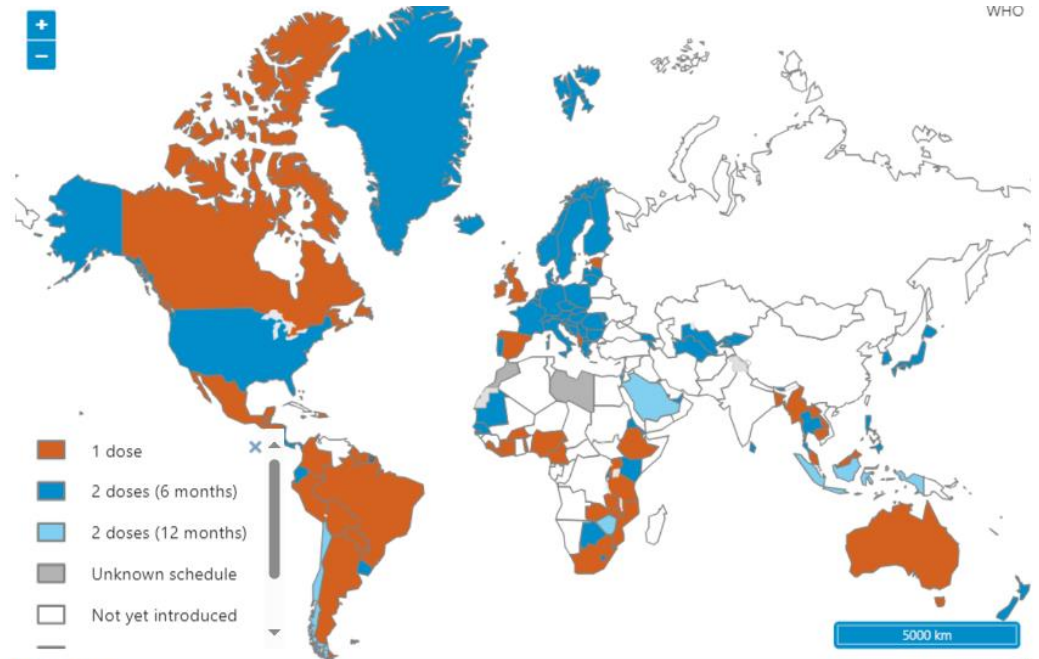 +
WHO
−
1 dose
2 doses (6 months)
2 doses (12 months)
Unknown schedule
Not yet introduced
5000 km